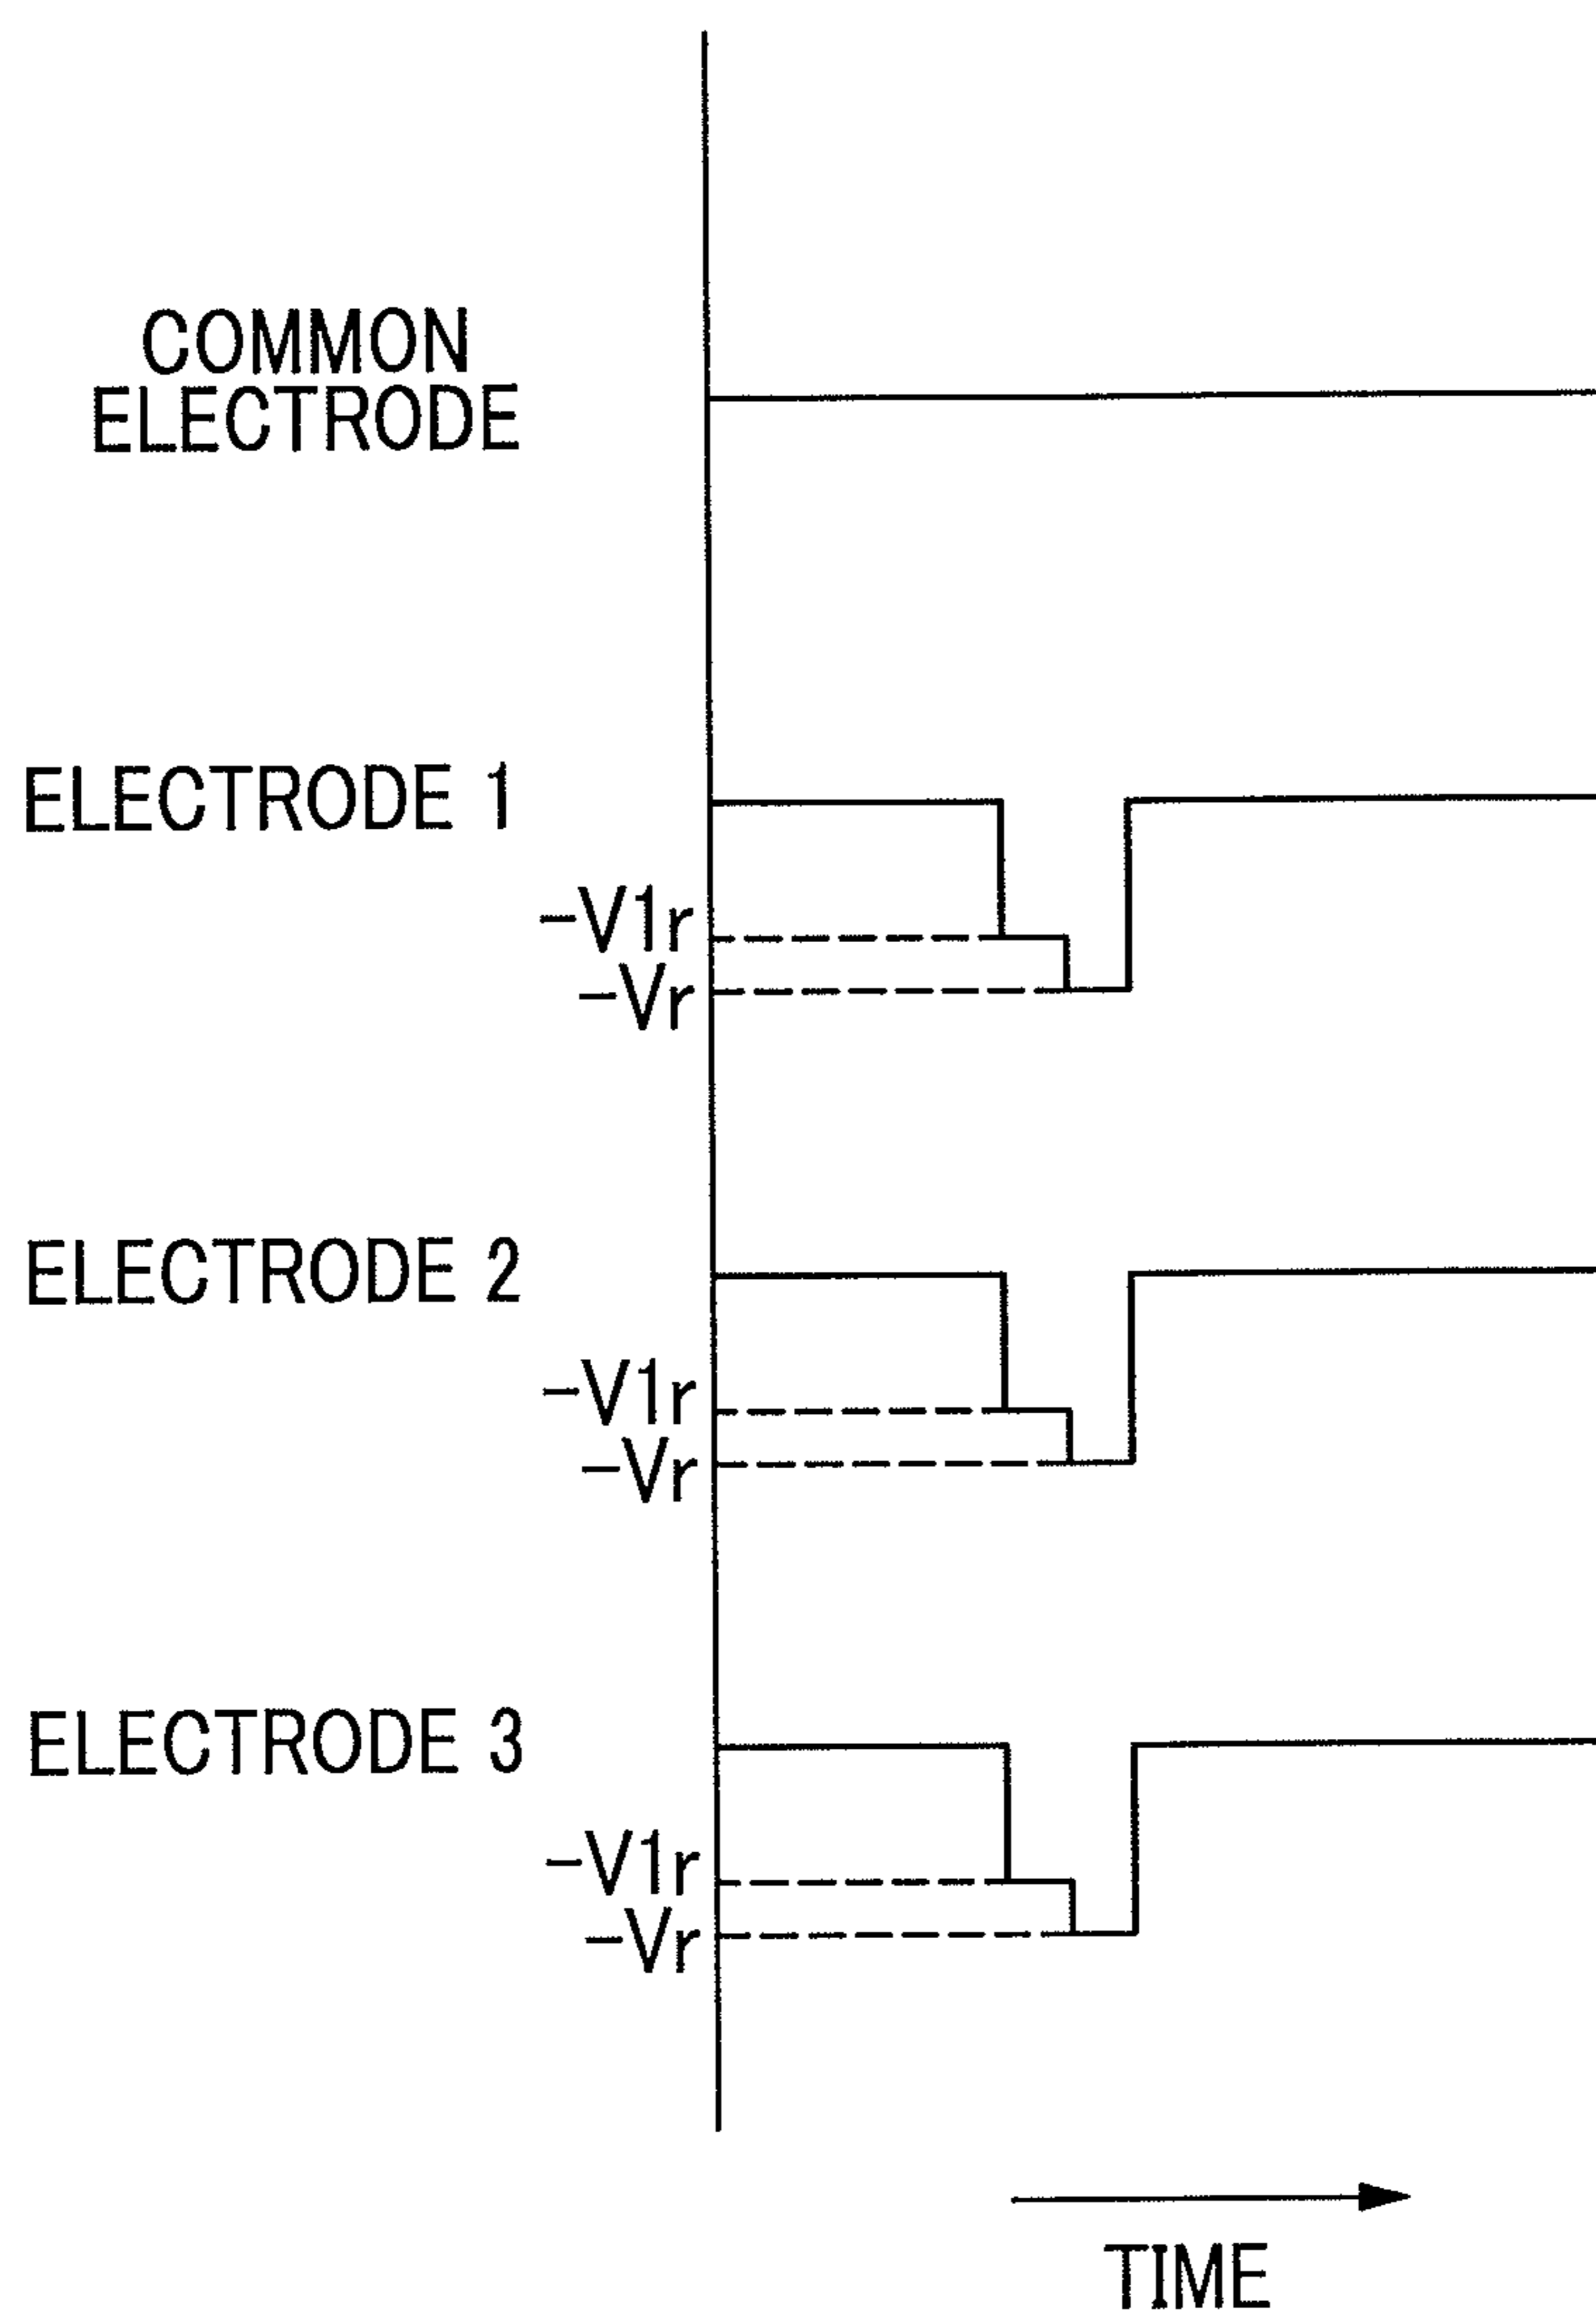 COMMON
ELECTRODE
ELECTRODE 1
-V1r
-Vr
ELECTRODE 2
-V1r
-Vr
ELECTRODE 3
-V1r
-Vr
TIME